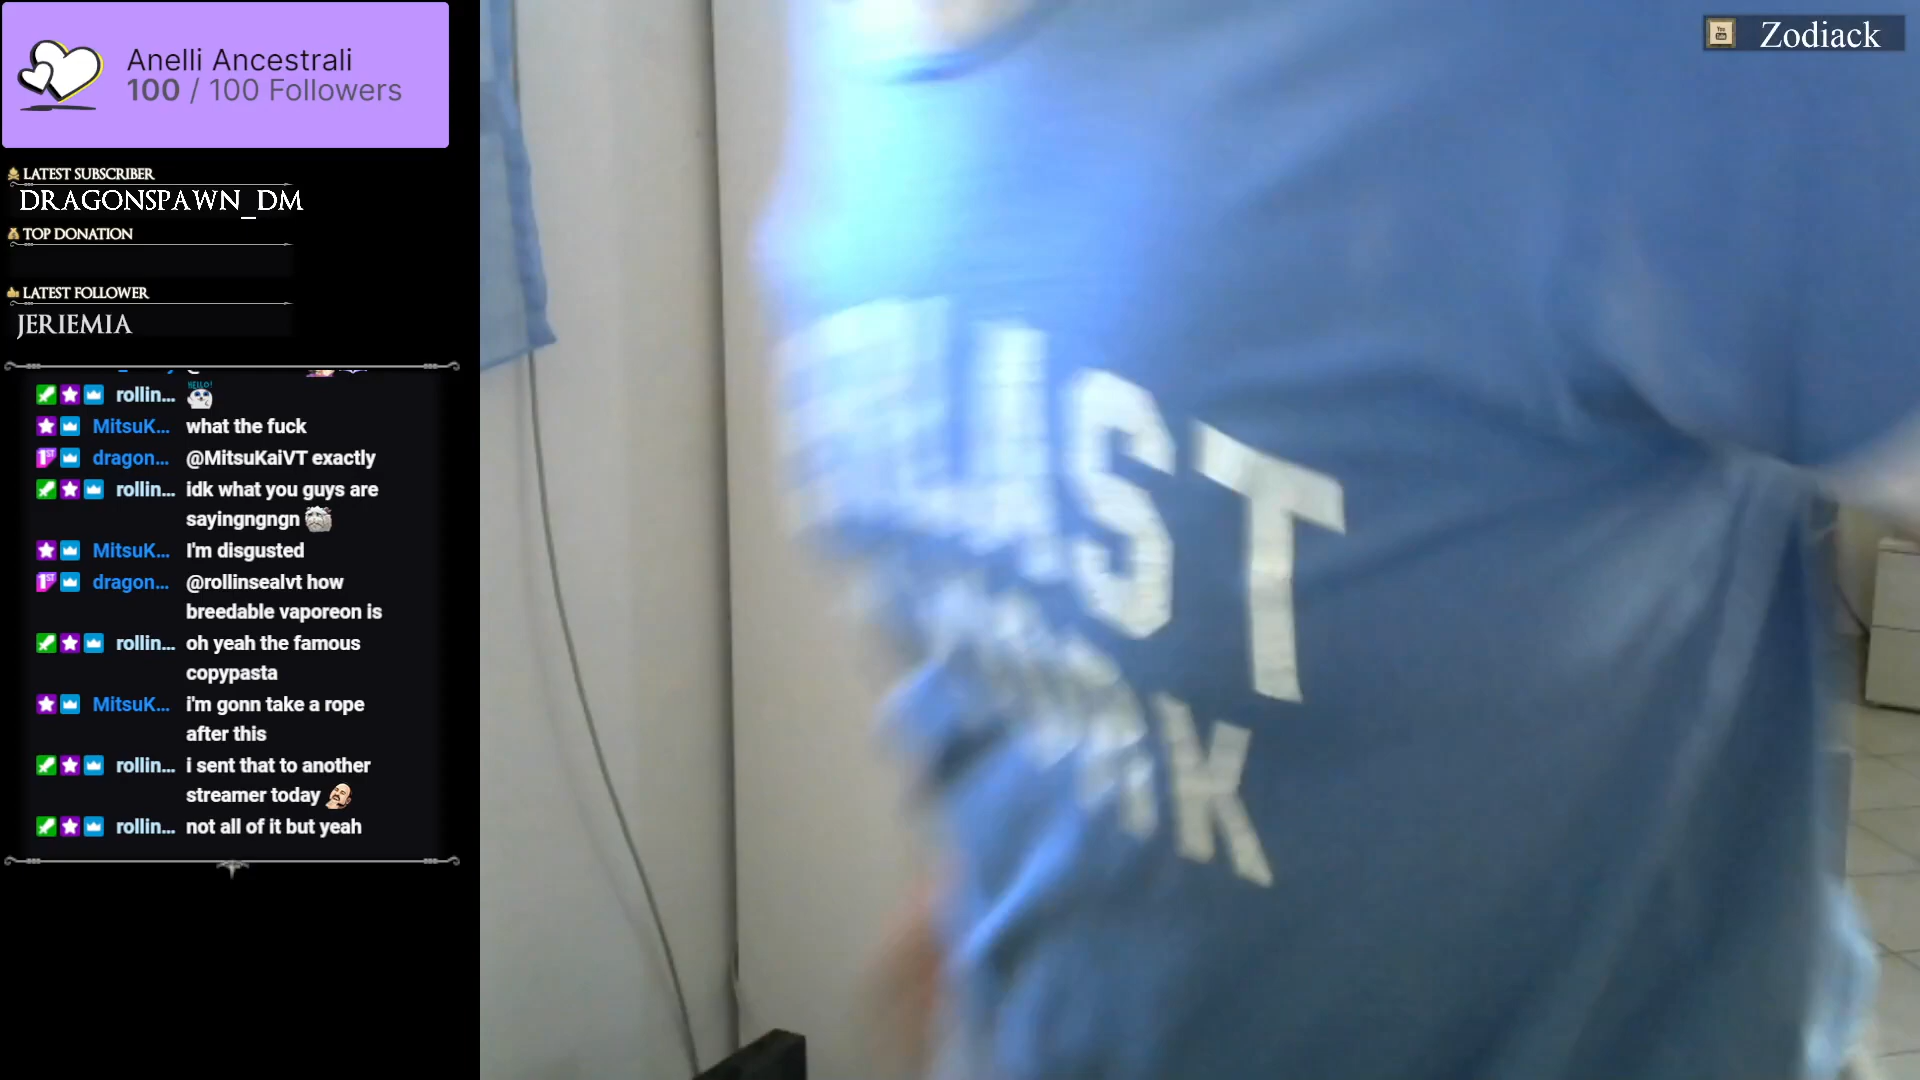 Anelli Ancestrali
100 / 100 Followers
LATEST SUBSCRIBER
DRAGONSPAWN_DM
TOP DONATION
LATEST FOLLOWER
JERIEMIA
rollin... HELLO!
MitsuK... what the fuck
dragon... @MitsuKaiVT exactly
rollin... idk what you guys are
sayingngngn
MitsuK... I'm disgusted
dragon... @rollinsealvt how
breedable vaporeon is
rollin... oh yeah the famous
copypasta
MitsuK... i'm gonn take a rope
after this
rollin... i sent that to another
streamer today
rollin... not all of it but yeah
Zodiack